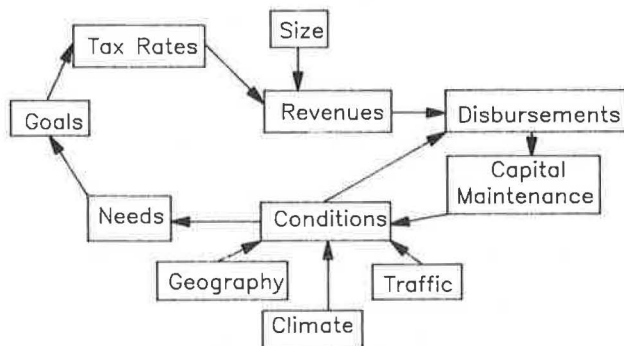 Size
Tax Rates
Revenues
Disbursements
Goals
Capital
Maintenance
Needs
Conditions
Geography
Traffic
Climate